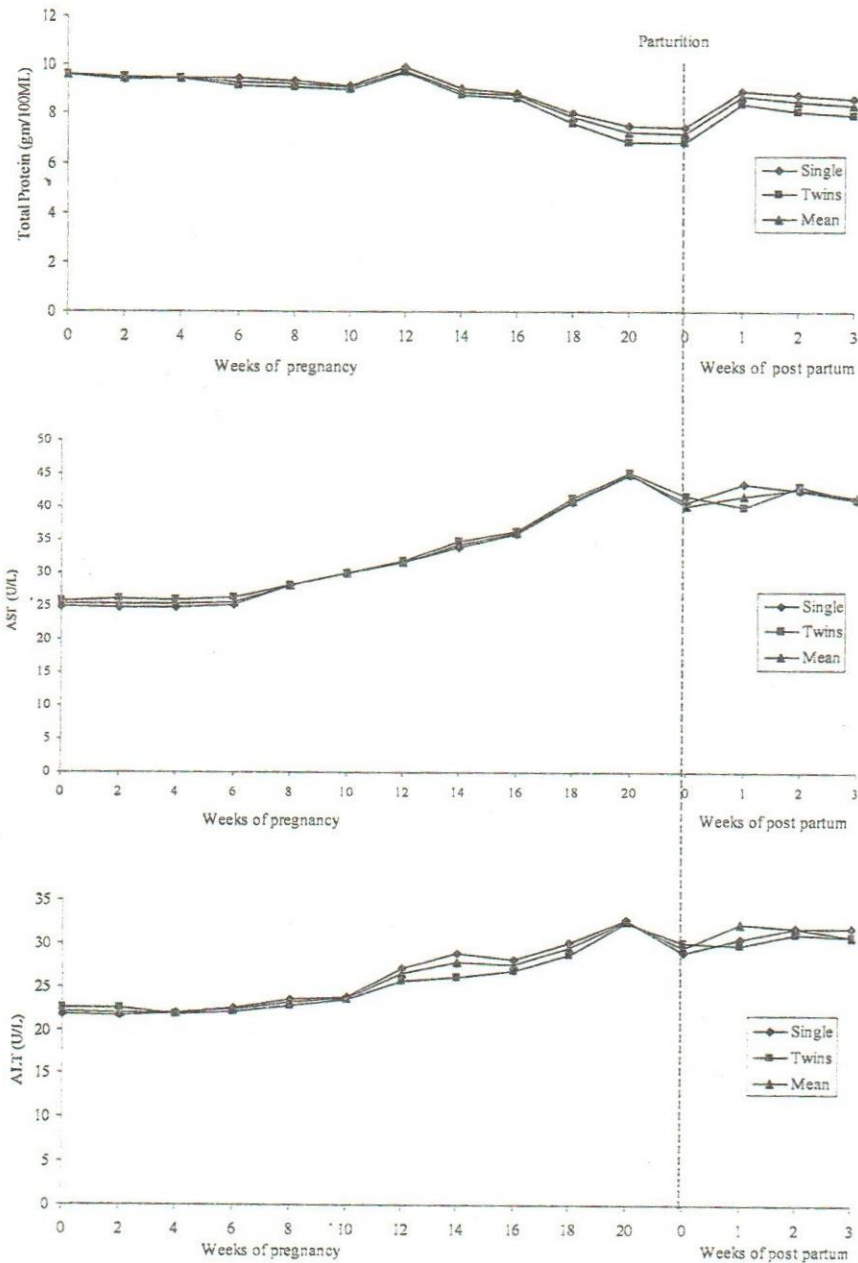 12
10
8
6
4
2
0
Total Protein (gm/100ML)
Parturition
Single
Twins
Mean
0 2 4 6 8 10 12 14 16 18 20 0 1 2 3
Weeks of pregnancy
Weeks of post partum
50
45
40
35
30
25
20
15
10
5
0
AST (U/L)
Single
Twins
Mean
0 2 4 6 8 10 12 14 16 18 20 0 1 2 3
Weeks of pregnancy
Weeks of post partum
35
30
25
20
15
10
5
0
ALT (U/L)
Single
Twins
Mean
0 2 4 6 8 10 12 14 16 18 20 0 1 2 3
Weeks of pregnancy
Weeks of post partum